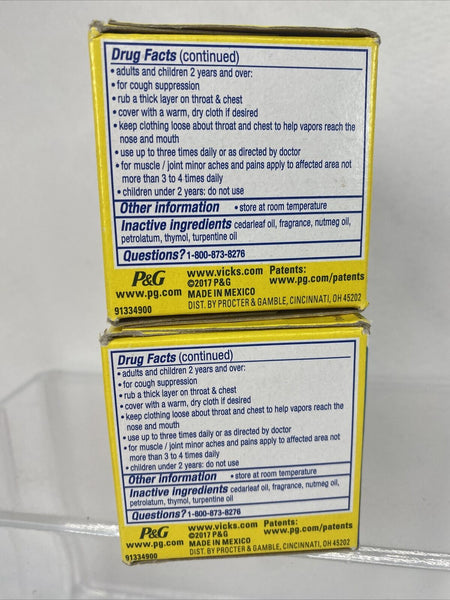 Drug Facts (continued)
• adults and children 2 years and over:
• for cough suppression
• rub a thick layer on throat & chest
• cover with a warm, dry cloth if desired
• keep clothing loose about throat and chest to help vapors reach the
nose and mouth
• use up to three times daily or as directed by doctor
• for muscle / joint minor aches and pains apply to affected area not
more than 3 to 4 times daily
• children under 2 years: do not use
Other information • store at room temperature
Inactive ingredients cedarleaf oil, fragrance, nutmeg oil,
petrolatum, thymol, turpentine oil
Questions? 1-800-873-8276
P&G www.vicks.com Patents:
www.pg.com ©2017 P&G www.pg.com/patents
MADE IN MEXICO
91334900 DIST. BY PROCTER & GAMBLE, CINCINNATI, OH 45202
Drug Facts (continued)
• adults and children 2 years and over:
• for cough suppression
• rub a thick layer on throat & chest
• cover with a warm, dry cloth if desired
• keep clothing loose about throat and chest to help vapors reach the
nose and mouth
• use up to three times daily or as directed by doctor
• for muscle / joint minor aches and pains apply to affected area not
more than 3 to 4 times daily
• children under 2 years: do not use
Other information • store at room temperature
Inactive ingredients cedarleaf oil, fragrance, nutmeg oil,
petrolatum, thymol, turpentine oil
Questions? 1-800-873-8276
P&G www.vicks.com Patents:
www.pg.com ©2017 P&G www.pg.com/patents
MADE IN MEXICO
91334900 DIST. BY PROCTER & GAMBLE, CINCINNATI, OH 45202